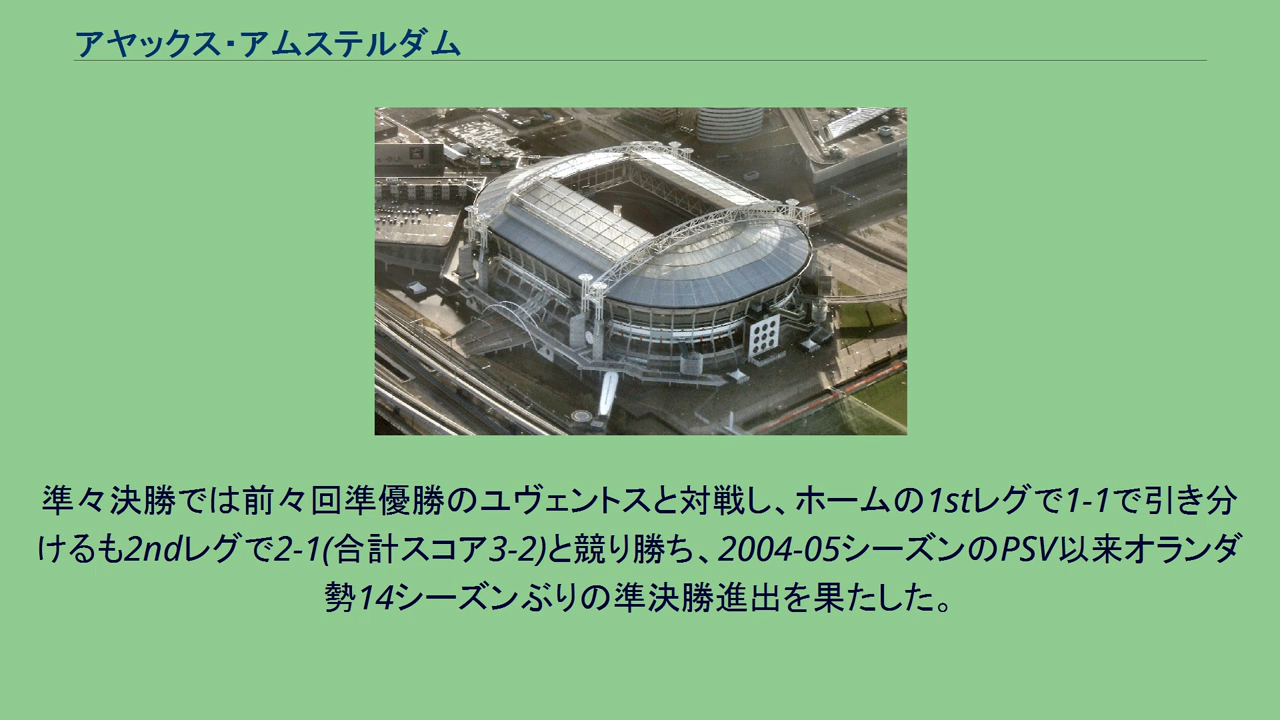 アヤックス・アムステルダム
準々決勝では前々回準優勝のユヴェントスと対戦し、ホームの1stレグで1-1で引き分
けるも2ndレグで2-1(合計スコア3-2)と競り勝ち、2004-05シーズンのPSV以来オランダ
勢14シーズンぶりの準決勝進出を果たした。